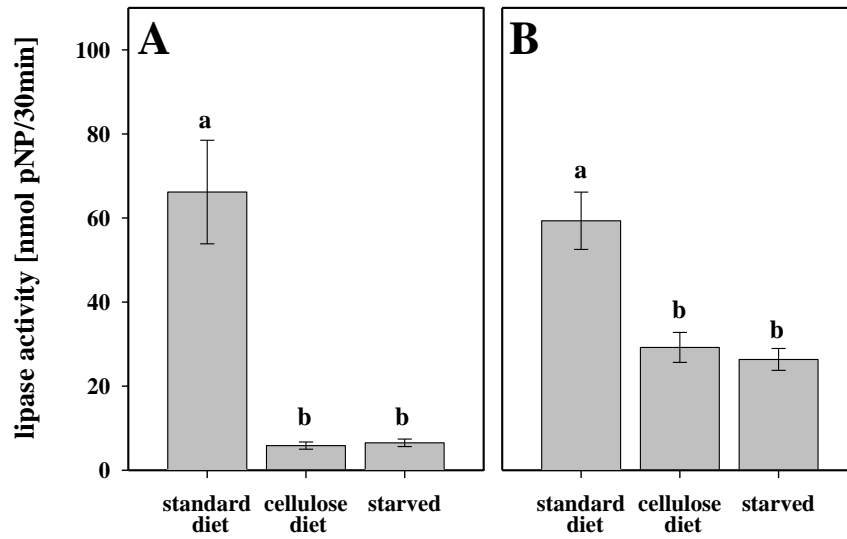 lipase activity [nmol pNP/30min]
100
80
60
40
20
0
A
a
b
b
standard
diet
cellulose
diet
starved
B
a
b
b
standard
diet
cellulose
diet
starved